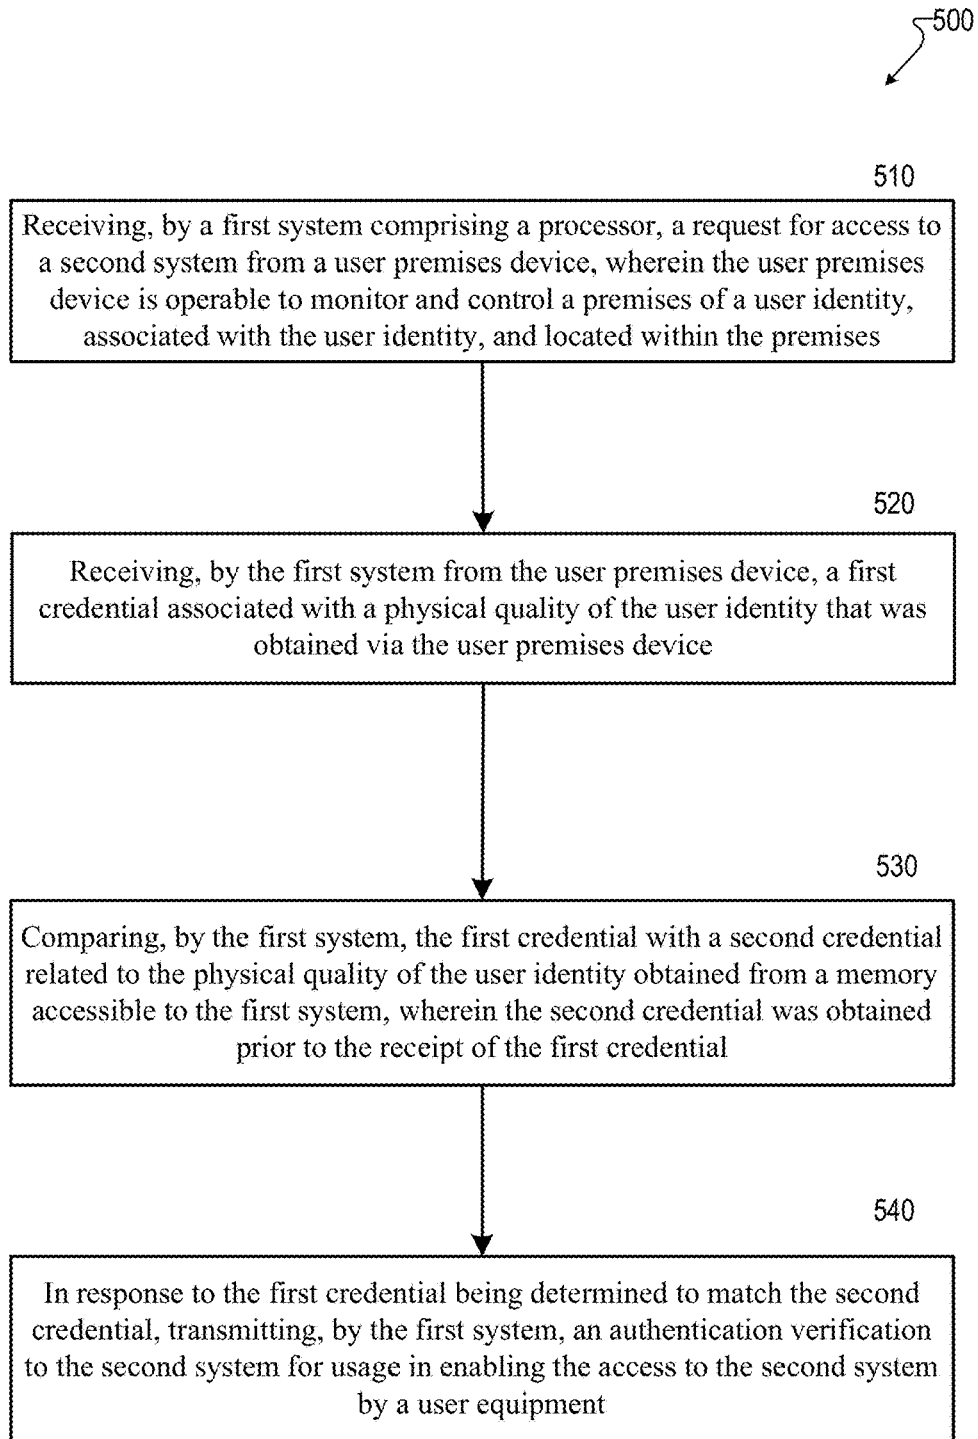 500
510
Receiving, by a first system comprising a processor, a request for access to
a second system from a user premises device, wherein the user premises
device is operable to monitor and control a premises of a user identity,
associated with the user identity, and located within the premises
520
Receiving, by the first system from the user premises device, a first
credential associated with a physical quality of the user identity that was
obtained via the user premises device
530
Comparing, by the first system, the first credential with a second credential
related to the physical quality of the user identity obtained from a memory
accessible to the first system, wherein the second credential was obtained
prior to the receipt of the first credential
540
In response to the first credential being determined to match the second
credential, transmitting, by the first system, an authentication verification
to the second system for usage in enabling the access to the second system
by a user equipment